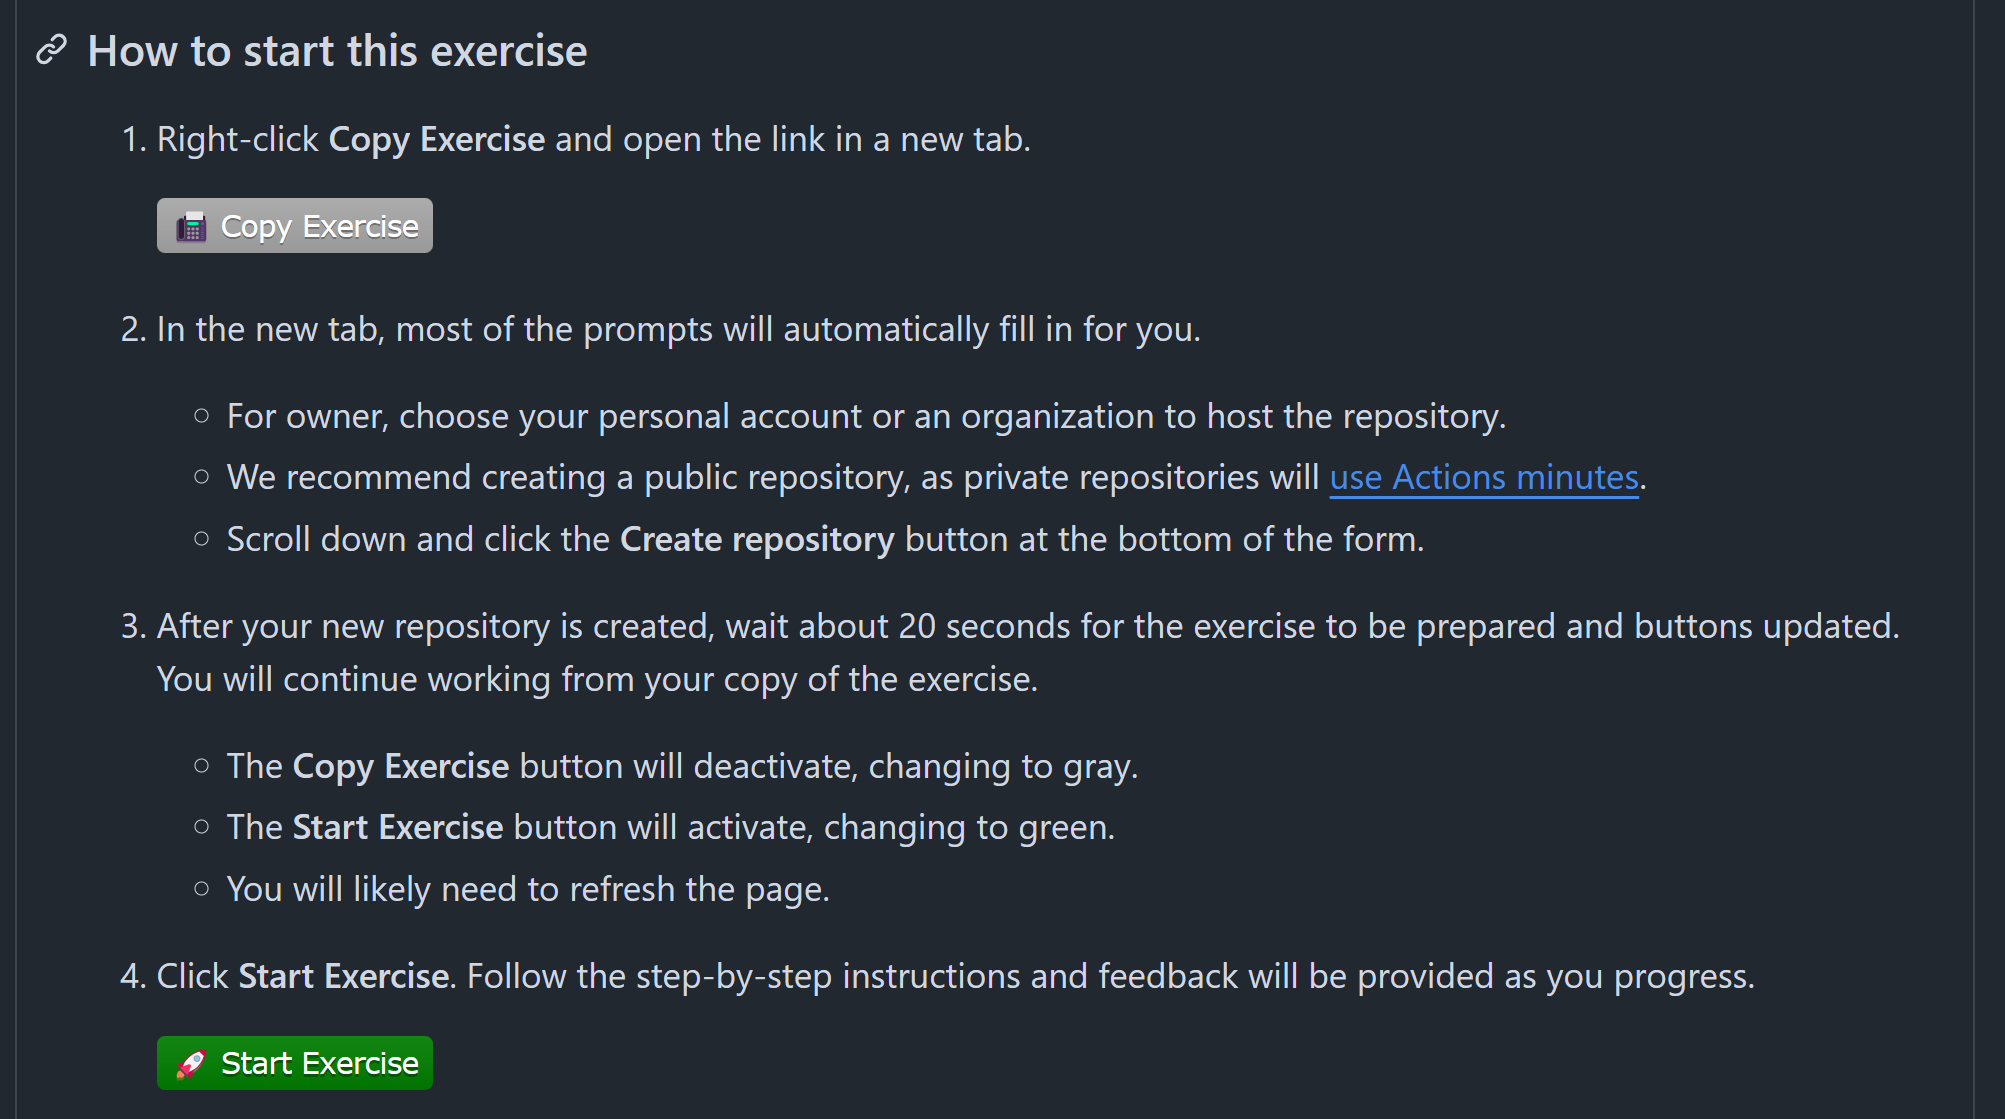 How to start this exercise
1. Right-click Copy Exercise and open the link in a new tab.
Copy Exercise
2. In the new tab, most of the prompts will automatically fill in for you.
○ For owner, choose your personal account or an organization to host the repository.
○ We recommend creating a public repository, as private repositories will use Actions minutes.
○ Scroll down and click the Create repository button at the bottom of the form.
3. After your new repository is created, wait about 20 seconds for the exercise to be prepared and buttons updated.
You will continue working from your copy of the exercise.
○ The Copy Exercise button will deactivate, changing to gray.
○ The Start Exercise button will activate, changing to green.
○ You will likely need to refresh the page.
4. Click Start Exercise. Follow the step-by-step instructions and feedback will be provided as you progress.
Start Exercise